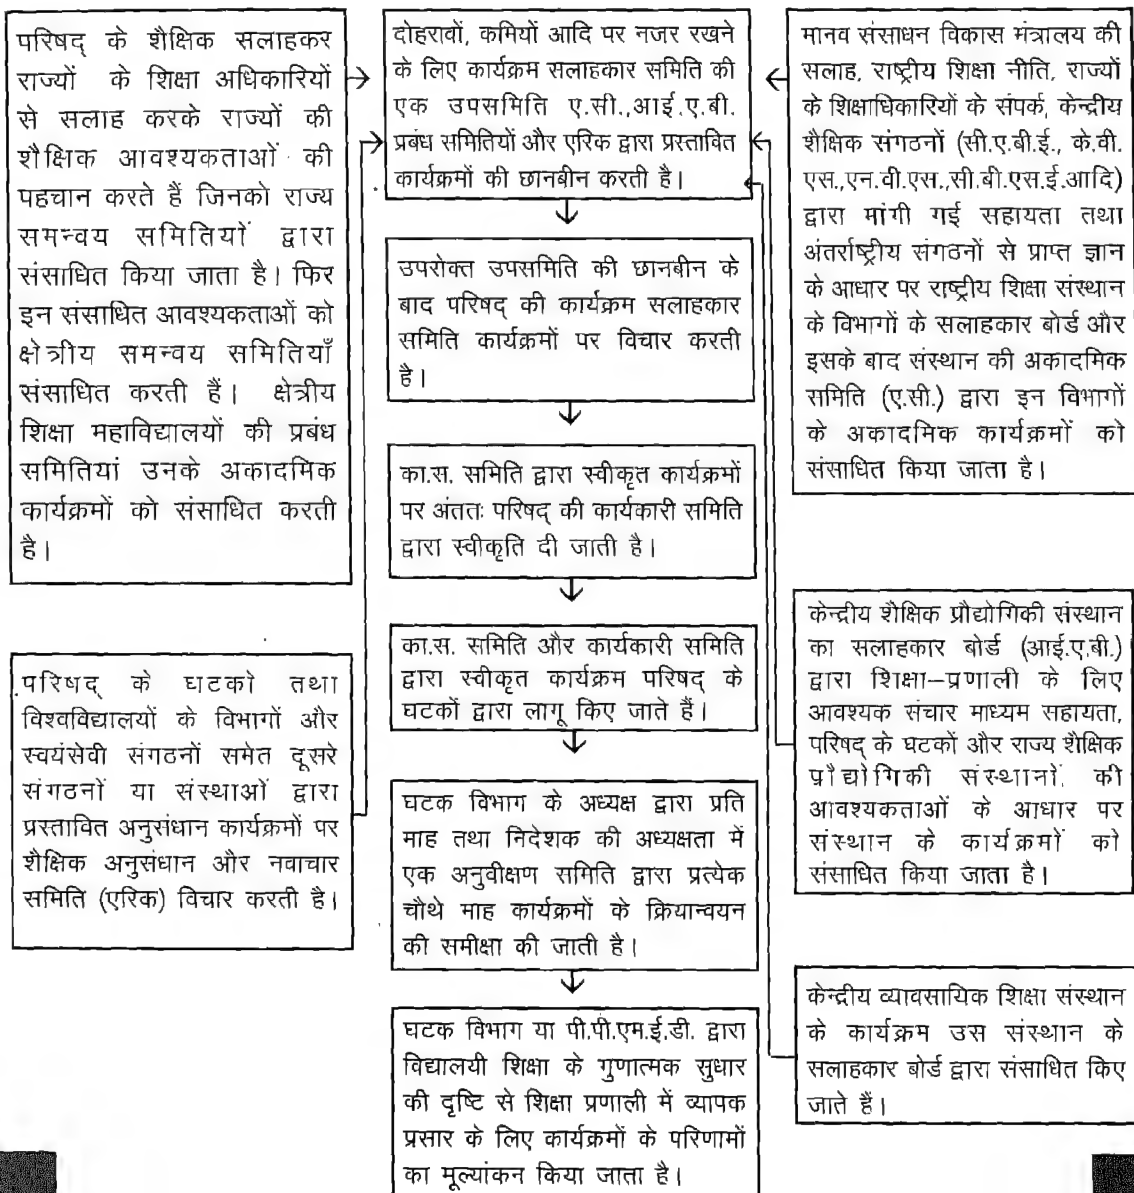 परिषद् के शैक्षिक सलाहकर
राज्यों के शिक्षा अधिकारियों
से सलाह करके राज्यों की
शैक्षिक आवश्यकताओं की
पहचान करते हैं जिनको राज्य
समन्वय समितियों द्वारा
संसाधित किया जाता है। फिर
इन संसाधित आवश्यकताओं को
क्षेत्रीय समन्वय समितियाँ
संसाधित करती हैं। क्षेत्रीय
शिक्षा महाविद्यालयों की प्रबंध
समितियां उनके अकादमिक
कार्यक्रमों को संसाधित करती
है।
परिषद् के घटको तथा
विश्वविद्यालयों के विभागों और
स्वयंसेवी संगठनों समेत दूसरे
संगठनों या संस्थाओं द्वारा
प्रस्तावित अनुसंधान कार्यक्रमों पर
शैक्षिक अनुसंधान और नवाचार
समिति (एरिक) विचार करती है।
दोहरावों, कमियों आदि पर नजर रखने
के लिए कार्यक्रम सलाहकार समिति की
एक उपसमिति ए.सी.,आई.ए.बी.
प्रबंध समितियों और एरिक द्वारा प्रस्तावित
कार्यक्रमों की छानबीन करती है।
उपरोक्त उपसमिति की छानबीन के
बाद परिषद् की कार्यक्रम सलाहकार
समिति कार्यक्रमों पर विचार करती
है।
का.स. समिति द्वारा स्वीकृत कार्यक्रमों
पर अंततः परिषद् की कार्यकारी समिति
द्वारा स्वीकृति दी जाती है।
का.स. समिति और कार्यकारी समिति
द्वारा स्वीकृत कार्यक्रम परिषद् के
घटकों द्वारा लागू किए जाते हैं।
घटक विभाग के अध्यक्ष द्वारा प्रति
माह तथा निदेशक की अध्यक्षता में
एक अनुवीक्षण समिति द्वारा प्रत्येक
चौथे माह कार्यक्रमों के क्रियान्वयन
की समीक्षा की जाती है।
घटक विभाग या पी.पी.एम.ई.डी. द्वारा
विद्यालयी शिक्षा के गुणात्मक सुधार
की दृष्टि से शिक्षा प्रणाली में व्यापक
प्रसार के लिए कार्यक्रमों के परिणामों
का मूल्यांकन किया जाता है।
मानव संसाधन विकास मंत्रालय की
सलाह, राष्ट्रीय शिक्षा नीति, राज्यों
के शिक्षाधिकारियों के संपर्क, केन्द्रीय
शैक्षिक संगठनों (सी.ए.बी.ई., के.वी.
एस.,एन.वी.एस.,सी.बी.एस.ई.आदि)
द्वारा मांगी गई सहायता तथा
अंतर्राष्ट्रीय संगठनों से प्राप्त ज्ञान
के आधार पर राष्ट्रीय शिक्षा संस्थान
के विभागों के सलाहकार बोर्ड और
इसके बाद संस्थान की अकादमिक
समिति (ए.सी.) द्वारा इन विभागों
के अकादमिक कार्यक्रमों को
संसाधित किया जाता है।
केन्द्रीय शैक्षिक प्रौद्योगिकी संस्थान
का सलाहकार बोर्ड (आई.ए.बी.)
द्वारा शिक्षा–प्रणाली के लिए
आवश्यक संचार माध्यम सहायता,
परिषद् के घटकों और राज्य शैक्षिक
प्रौद्योगिकी संस्थानों, की
आवश्यकताओं के आधार पर
संस्थान के कार्यक्रमों को
संसाधित किया जाता है।
केन्द्रीय व्यावसायिक शिक्षा संस्थान
के कार्यक्रम उस संस्थान के
सलाहकार बोर्ड द्वारा संसाधित किए
जाते हैं।